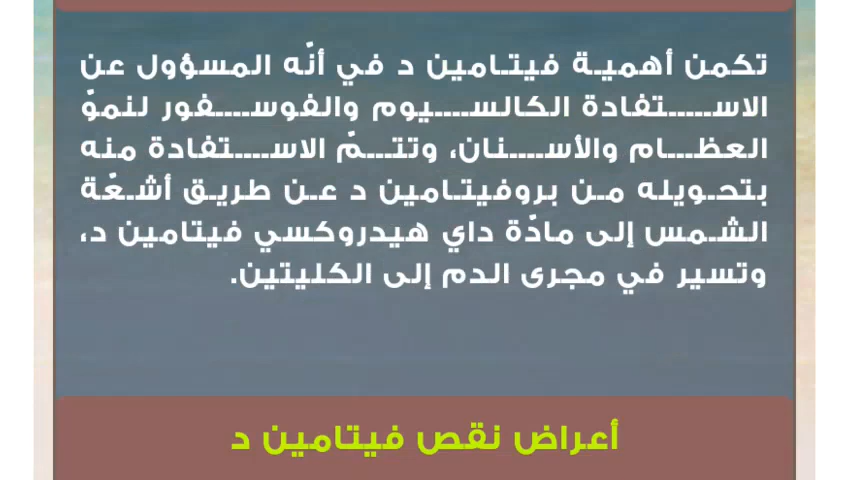 تكمن أهمية فيتامين د في أنّه المسؤول عن
الاستفادة الكالسيوم والفوسفور لنموّ
العظام والأسنان، وتتمّ الاستفادة منه
بتحويله من بروفيتامين د عن طريق أشعّة
الشمس إلى مادّة داي هيدروكسي فيتامين د،
وتسير في مجرى الدم إلى الكليتين.
أعراض نقص فيتامين د